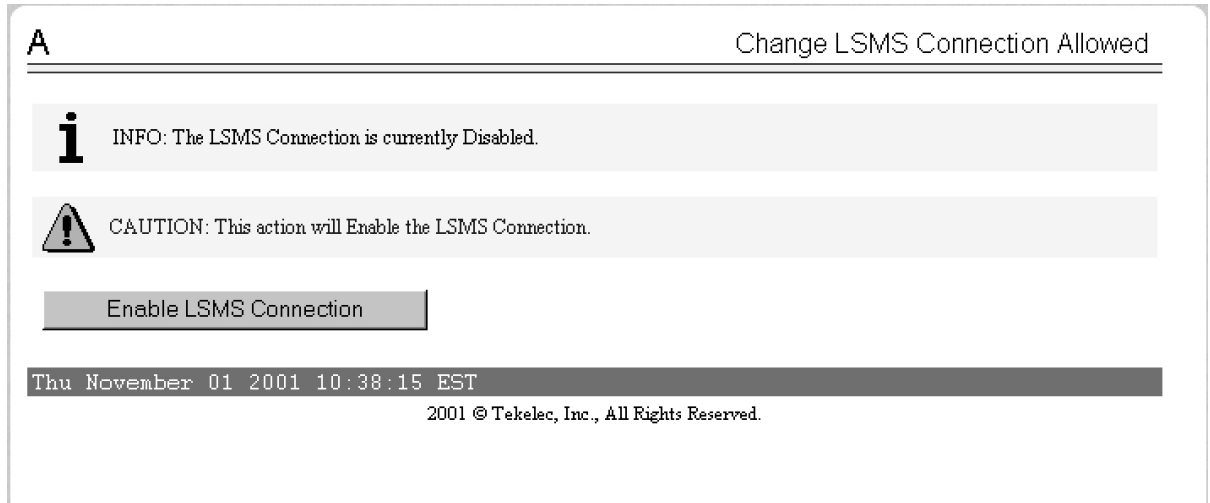 A
Change LSMS Connection Allowed
INFO: The LSMS Connection is currently Disabled.
CAUTION: This action will Enable the LSMS Connection.
Enable LSMS Connection
Thu November 01 2001 10:38:15 EST
2001 © Tekelec, Inc., All Rights Reserved.